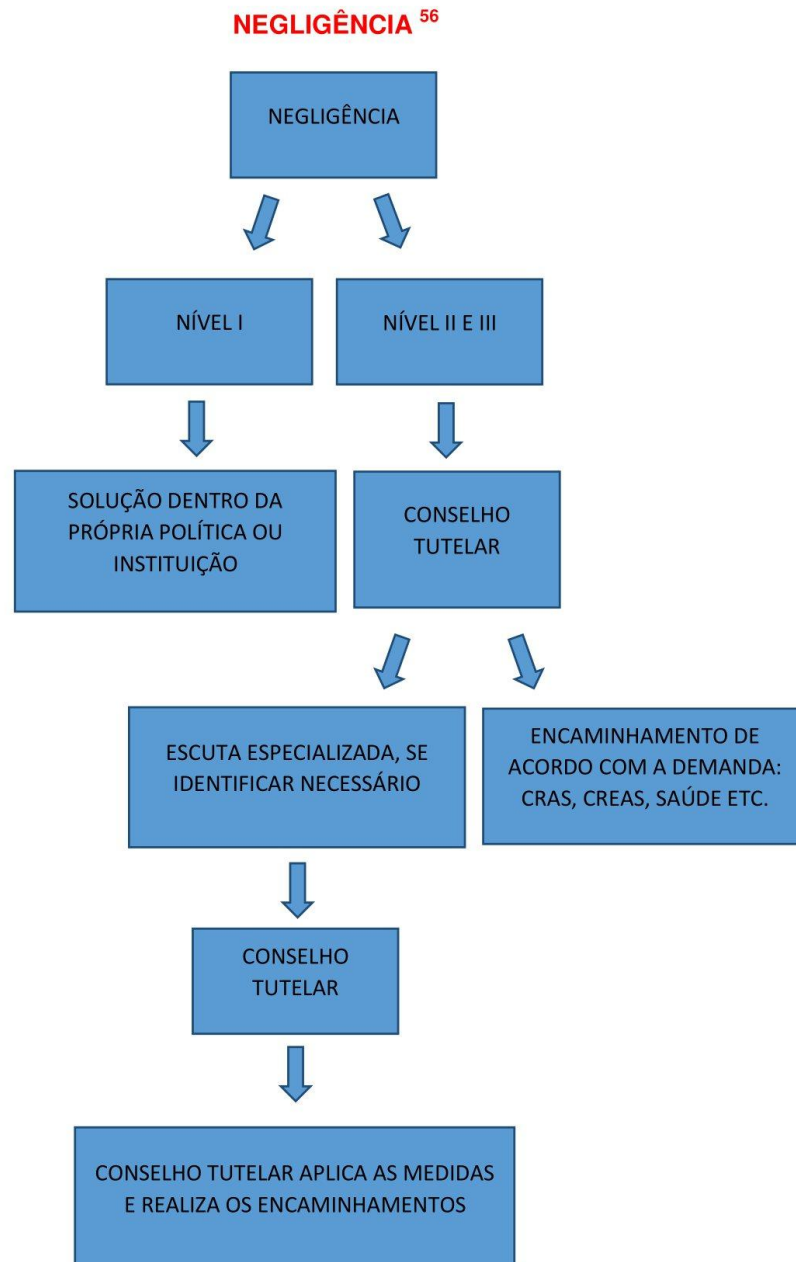 NEGLIGÊNCIA 56
NEGLIGÊNCIA
NÍVEL I
NÍVEL II E III
SOLUÇÃO DENTRO DA
PRÓPRIA POLÍTICA OU
INSTITUIÇÃO
CONSELHO
TUTELAR
ESCUTA ESPECIALIZADA, SE
IDENTIFICAR NECESSÁRIO
ENCAMINHAMENTO DE
ACORDO COM A DEMANDA:
CRAS, CREAS, SAÚDE ETC.
CONSELHO
TUTELAR
CONSELHO TUTELAR APLICA AS MEDIDAS
E REALIZA OS ENCAMINHAMENTOS